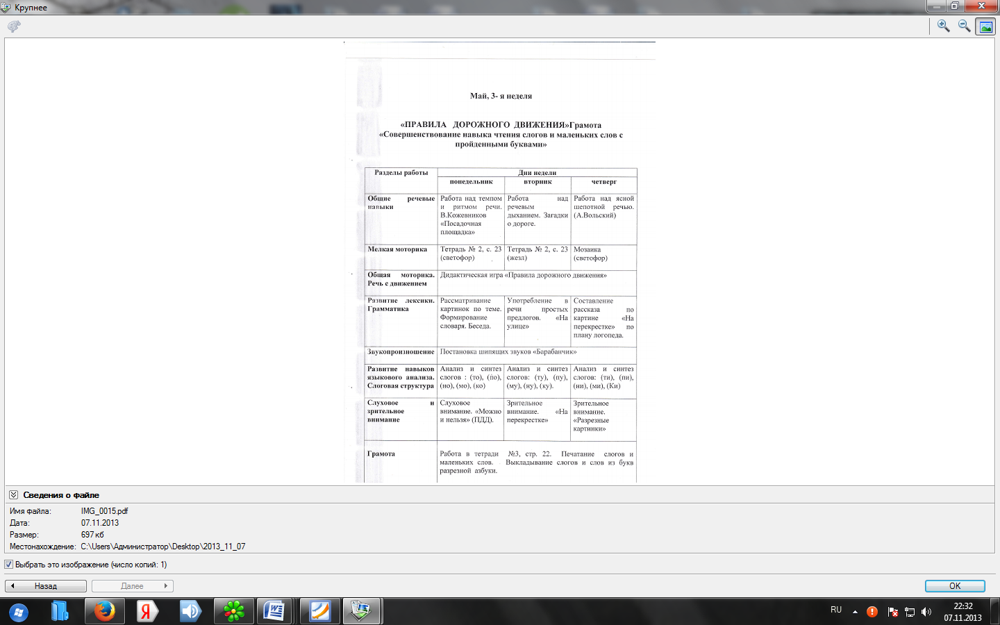 Крупнее
Май, 3- я неделя
«ПРАВИЛА ДОРОЖНОГО ДВИЖЕНИЯ»Грамота
«Совершенствование навыка чтения слогов и маленьких слов с
пройденными буквами»
Разделы работы
Дни недели
понедельник
вторник
четверг
Общие речевые
навыки
Работа над темпом
и ритмом речи.
В.Кожевников
«Посадочная
площадка»
Работа над
речевым
дыханием. Загадки
о дороге.
Работа над ясной
шепотной речью.
(А.Вольский)
Мелкая моторика
Тетрадь № 2, с. 23
(светофор)
Тетрадь № 2, с. 23
(жезл)
Мозаика
(светофор)
Общая моторика.
Речь с движением
Дидактическая игра «Правила дорожного движения»
Развитие лексики.
Грамматика
Рассматривание
картинок по теме.
Формирование
словаря. Беседа.
Употребление в
речи простых
предлогов. «На
улице»
Составление
рассказа по
картине «На
перекрестке» по
плану логопеда.
Звукопроизношение
Постановка шипящих звуков «Барабанчик»
Развитие навыков
языкового анализа.
Слоговая структура
Анализ и синтез
слогов : (то), (по),
(но), (мо), (ко)
Анализ и синтез
слогов: (ту), (пу),
(му), (ну), (ку).
Анализ и синтез
слогов: (ти), (пи),
(ни), (ми), (Ки)
Слуховое и
зрительное
внимание
Слуховое
внимание. «Можно
и нельзя» (ПДД).
Зрительное
внимание. «На
перекрестке»
Зрительное
внимание.
«Разрезные
картинки»
Грамота
Работа в тетради №3, стр. 22. Печатание слогов и
маленьких слов. Выкладывание слогов и слов из букв
разрезной азбуки.
Сведения о файле
Имя файла: IMG_0015.pdf
Дата: 07.11.2013
Размер: 697 кб
Местонахождение: C:\Users\Администратор\Desktop\2013_11_07
Выбрать это изображение (число копий: 1)
Назад
Далее
OK
Я
W
RU
22:32
07.11.2013